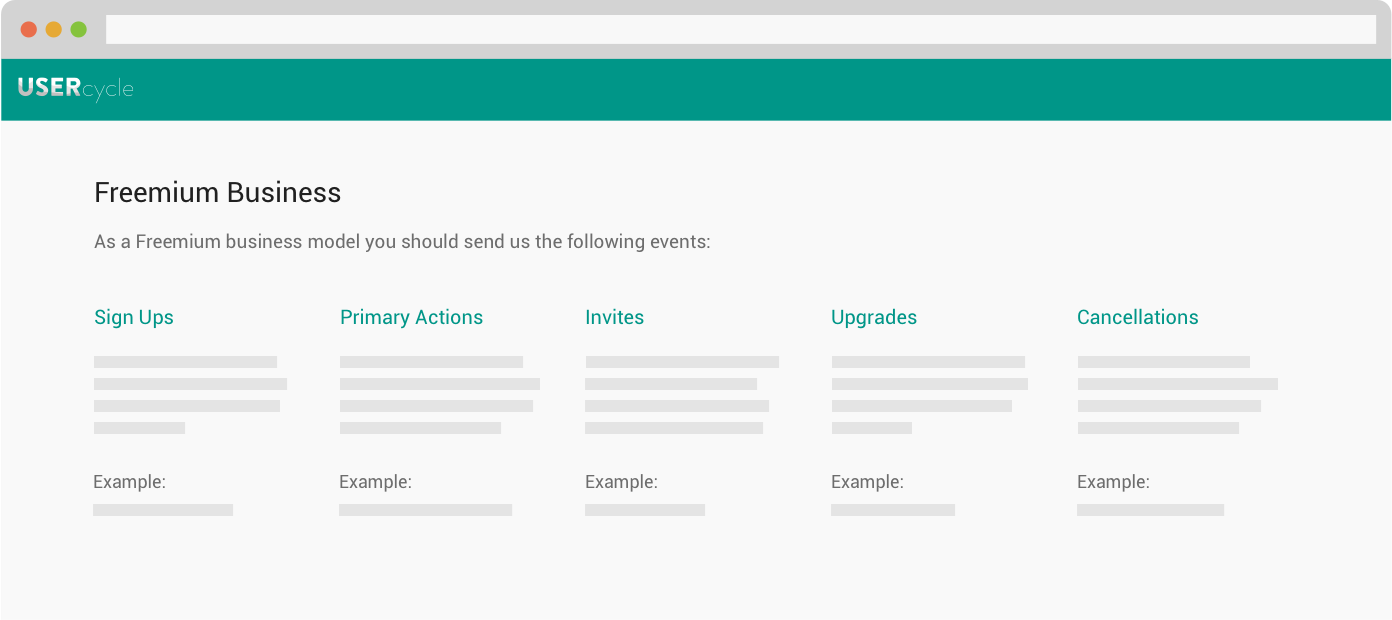 USERcycle
Freemium Business
As a Freemium business model you should send us the following events:
Sign Ups
Primary Actions
Invites
Upgrades
Cancellations
Example:
Example:
Example:
Example:
Example: